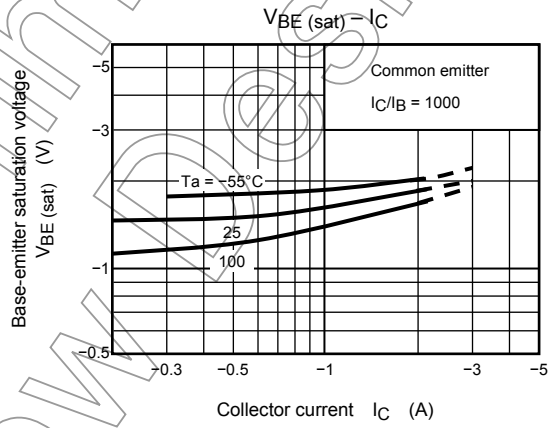 VBE (sat) – IC
Common emitter
IC/IB = 1000
Base-emitter saturation voltage
VBE (sat) (V)
−5
−3
−1
−0.5
Ta = −55°C
25
100
−0.3
−0.5
−1
−3
−5
Collector current IC (A)